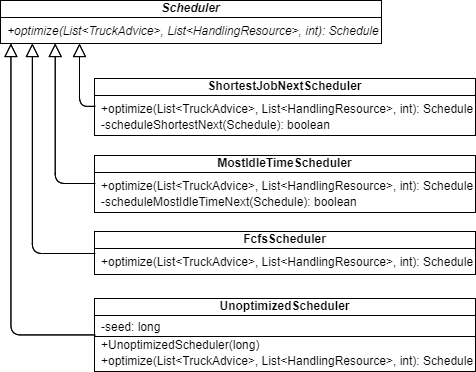 Scheduler
+optimize(List<TruckAdvice>, List<HandlingResource>, int): Schedule
ShortestJobNextScheduler
+optimize(List<TruckAdvice>, List<HandlingResource>, int): Schedule
-scheduleShortestNext(Schedule): boolean
MostIdleTimeScheduler
+optimize(List<TruckAdvice>, List<HandlingResource>, int): Schedule
-scheduleMostIdleTimeNext(Schedule): boolean
FcfsScheduler
+optimize(List<TruckAdvice>, List<HandlingResource>, int): Schedule
UnoptimizedScheduler
-seed: long
+UnoptimizedScheduler(long)
+optimize(List<TruckAdvice>, List<HandlingResource>, int): Schedule